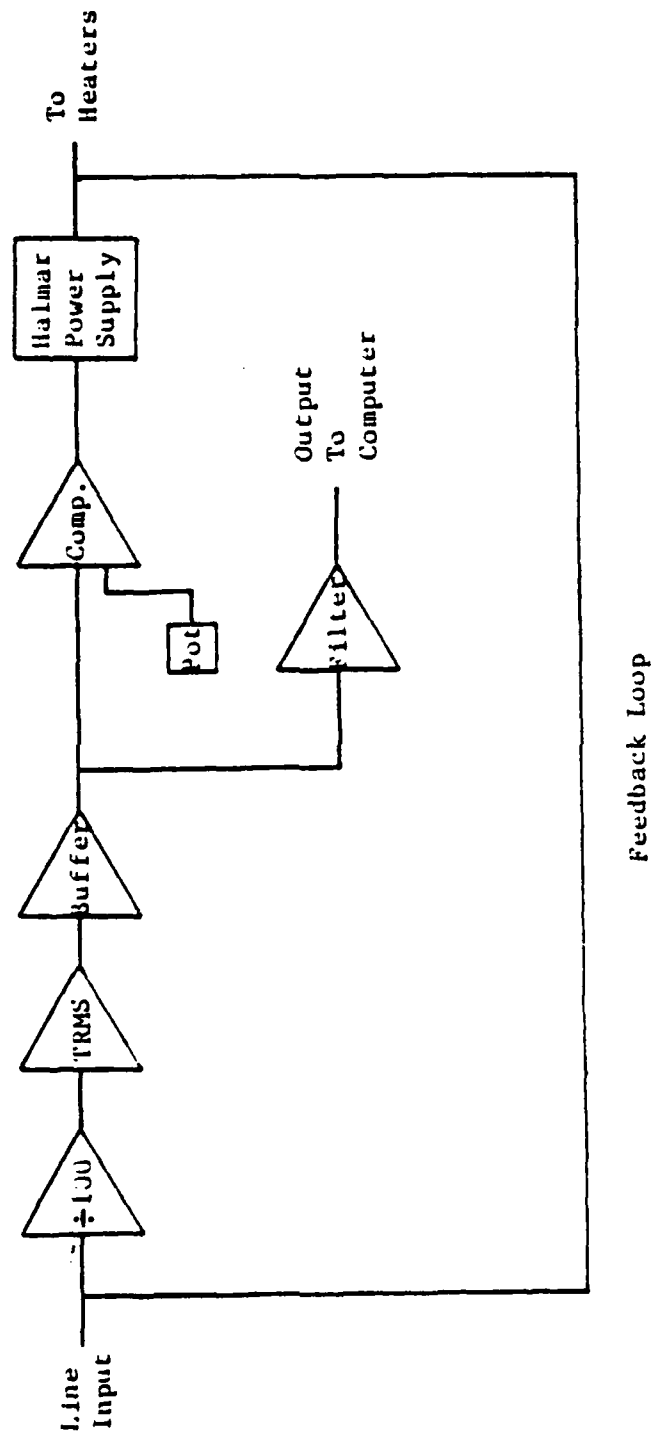 Line
Input
÷100
TRMS
Buffer
Pot
Comp.
Halmar
Power
Supply
To
Heaters
Filter
Output
To
Computer
Feedback Loop